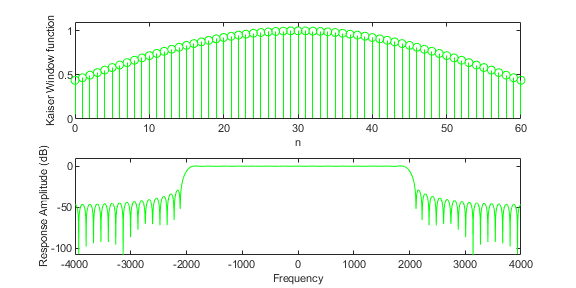 Kaiser Window function
1
0.5
0
0 10 20 30 40 50 60
n
Response Amplitude (dB)
0
-50
-100
-4000 -3000 -2000 -1000 0 1000 2000 3000 4000
Frequency